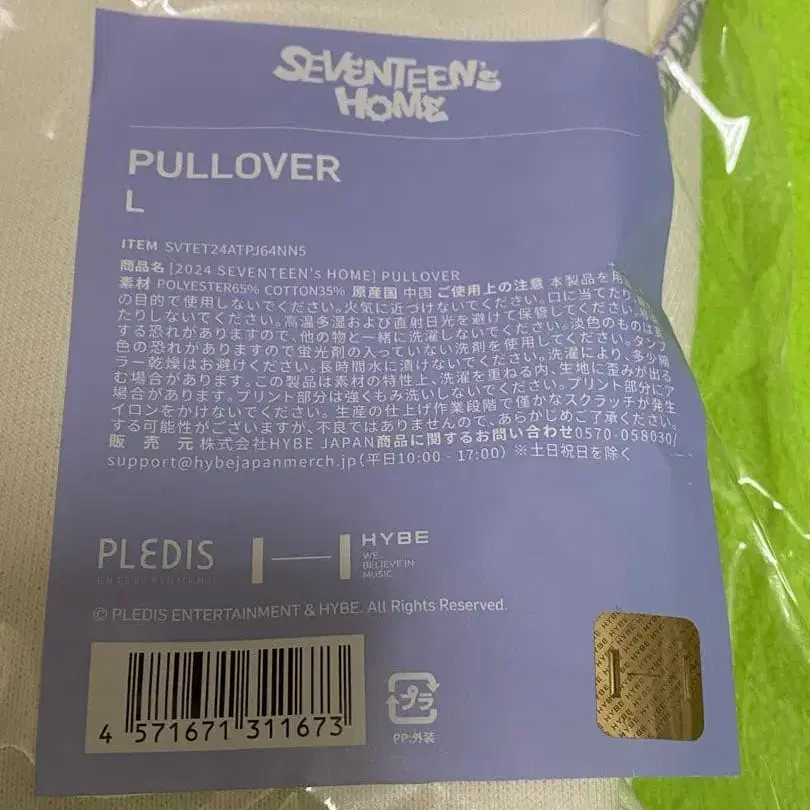 SEVENTEEN's
HOME
PULLOVER
L
ITEM SVTET24ATPJ64NN5
商品名 [2024 SEVENTEEN's HOME] PULLOVER
素材 POLYESTER65% COTTON35% 原産国 中国 ご使用上の注意 本製品を用
の目的で使用しないでください。火気に近づけないでください。口に当てたり、
たりしないでください。高温多湿および直射日光を避けて保管してください。
する恐れがありますので、他の物と一緒に洗濯しないでください。淡色のものは
色の恐れがありますので蛍光剤の入っていない洗剤を使用してください。タンブ
ラー乾燥はお避けください。長時間水に漬けないでください。洗濯により、多少縮
む場合があります。この製品は素材の特性上、洗濯を重ねる内、生地に歪みが出る
場合があります。プリント部分は強くもみ洗いしないでください。プリント部分にア
イロンをかけないでください。生産の仕上げ作業段階で僅かなスクラッチが発生
する可能性がございますが、不良ではありませんので、あらかじめご了承ください。
販 売 元 株式会社HYBE JAPAN商品に関するお問い合わせ0570-058030/
support@hybejapanmerch.jp(平日10:00 - 17:00) ※土日祝日を除く
PLEDIS
ENTERTAINMENT
HYBE
WE
BELIEVE IN
MUSIC
© PLEDIS ENTERTAINMENT & HYBE. All Rights Reserved.
4 571671 311673
プラ
PP:外装
HYBE